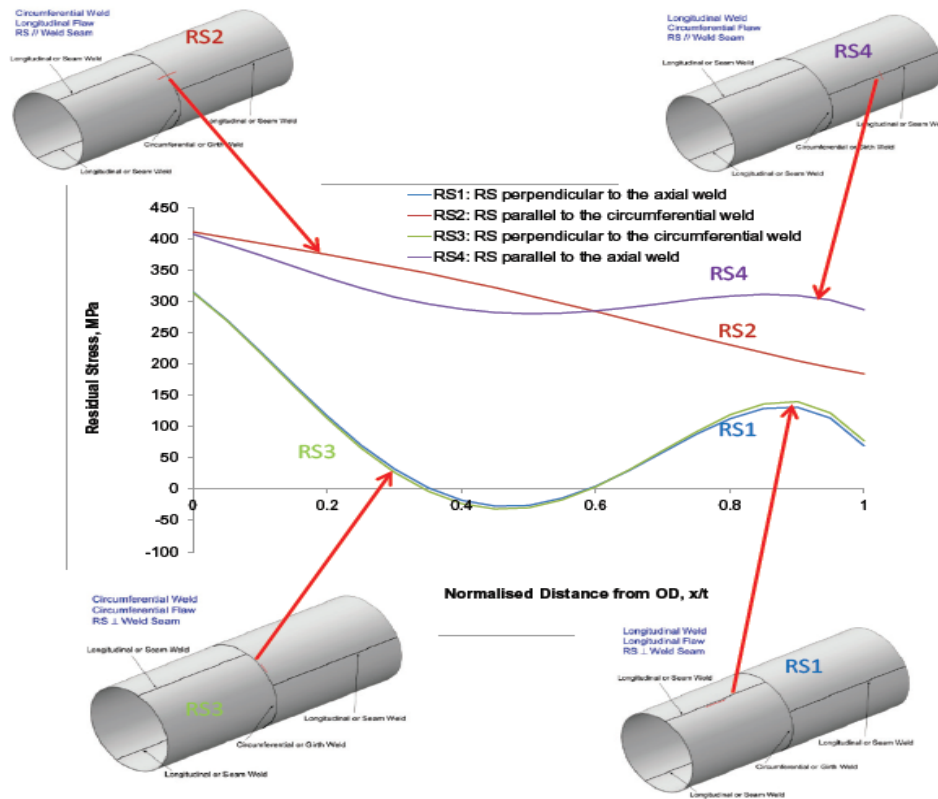 Circumferential Weld
Longitudinal Flaw
RS // Weld Seam
RS2
Longitudinal or Seam Weld
Longitudinal or Seam Weld
Circumferential or Girth Weld
Longitudinal or Seam Weld
Longitudinal Weld
Circumferential Flaw
RS // Weld Seam
RS4
Longitudinal or Seam Weld
Longitudinal or Seam Weld
Circumferential or Girth Weld
Longitudinal or Seam Weld
RS1: RS perpendicular to the axial weld
RS2: RS parallel to the circumferential weld
RS3: RS perpendicular to the circumferential weld
RS4: RS parallel to the axial weld
Residual Stress, MPa
450
400
350
300
250
200
150
100
50
0
-50
-100
0
0.2
0.4
0.6
0.8
1
RS4
RS2
RS1
RS3
Normalised Distance from OD, x/t
Circumferential Weld
Circumferential Flaw
RS ⊥ Weld Seam
Longitudinal or Seam Weld
RS3
Longitudinal or Seam Weld
Circumferential or Girth Weld
Longitudinal or Seam Weld
Longitudinal Weld
Longitudinal Flaw
RS ⊥ Weld Seam
Longitudinal or Seam Weld
RS1
Longitudinal or Seam Weld
Circumferential or Girth Weld
Longitudinal or Seam Weld